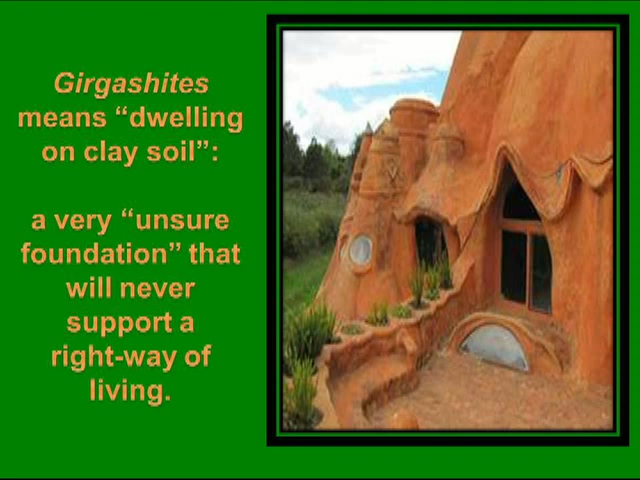 Girgashites
means “dwelling
on clay soil”:
a very “unsure
foundation” that
will never
support a
right-way of
living.